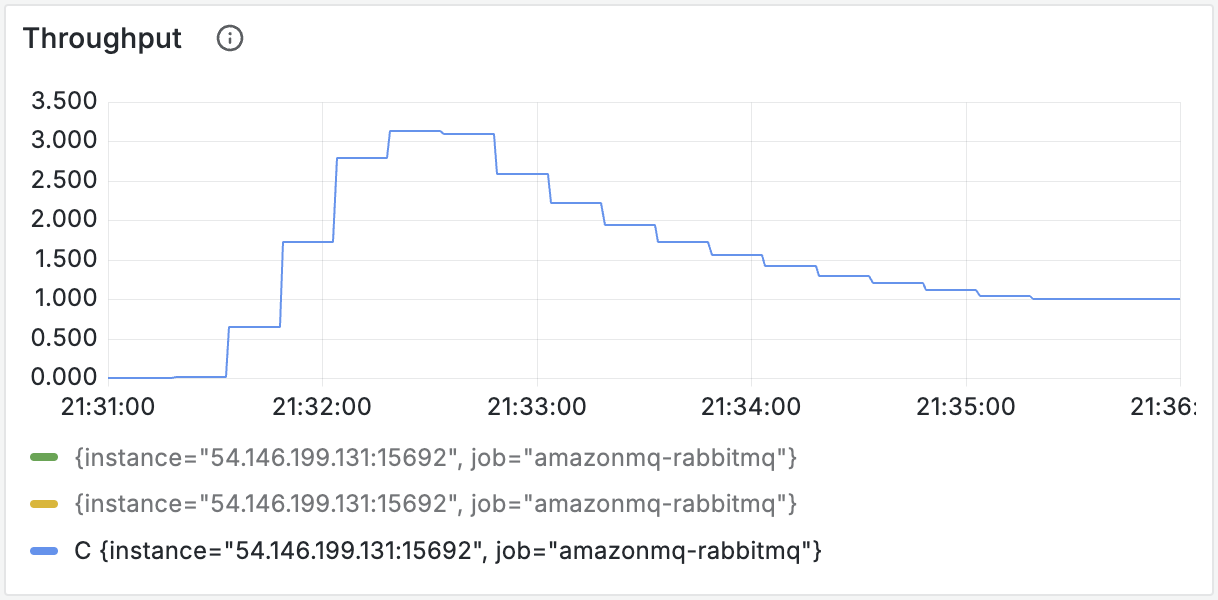 Throughput
3.500
3.000
2.500
2.000
1.500
1.000
0.500
0.000
21:31:00 21:32:00 21:33:00 21:34:00 21:35:00 21:36:
{instance="54.146.199.131:15692", job="amazonmq-rabbitmq"}
{instance="54.146.199.131:15692", job="amazonmq-rabbitmq"}
C {instance="54.146.199.131:15692", job="amazonmq-rabbitmq"}